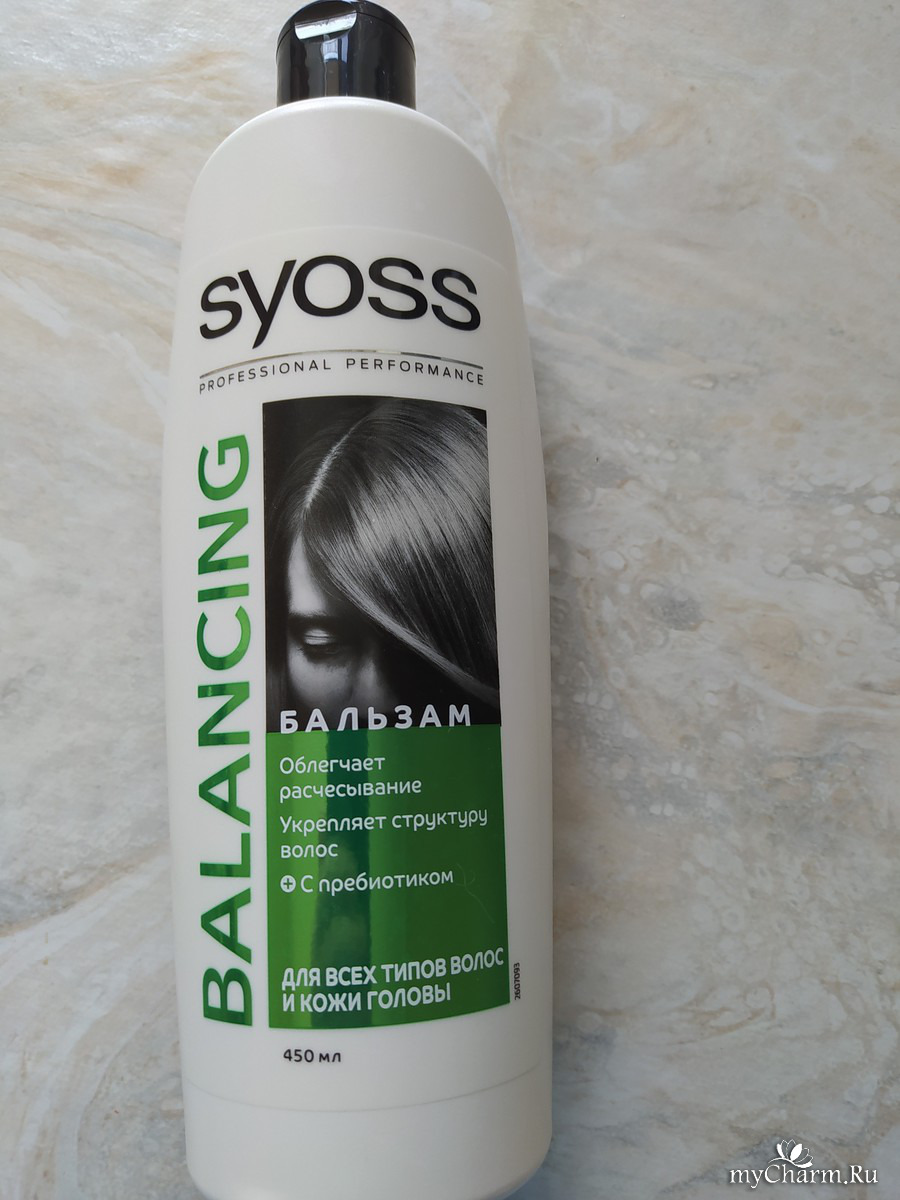 syoss
PROFESSIONAL PERFORMANCE
BALANCING
БАЛЬЗАМ
Облегчает
расчесывание
Укрепляет структуру
волос
+ С пребиотиком
ДЛЯ ВСЕХ ТИПОВ ВОЛОС
И КОЖИ ГОЛОВЫ
2607093
450 мл
myCharm.Ru